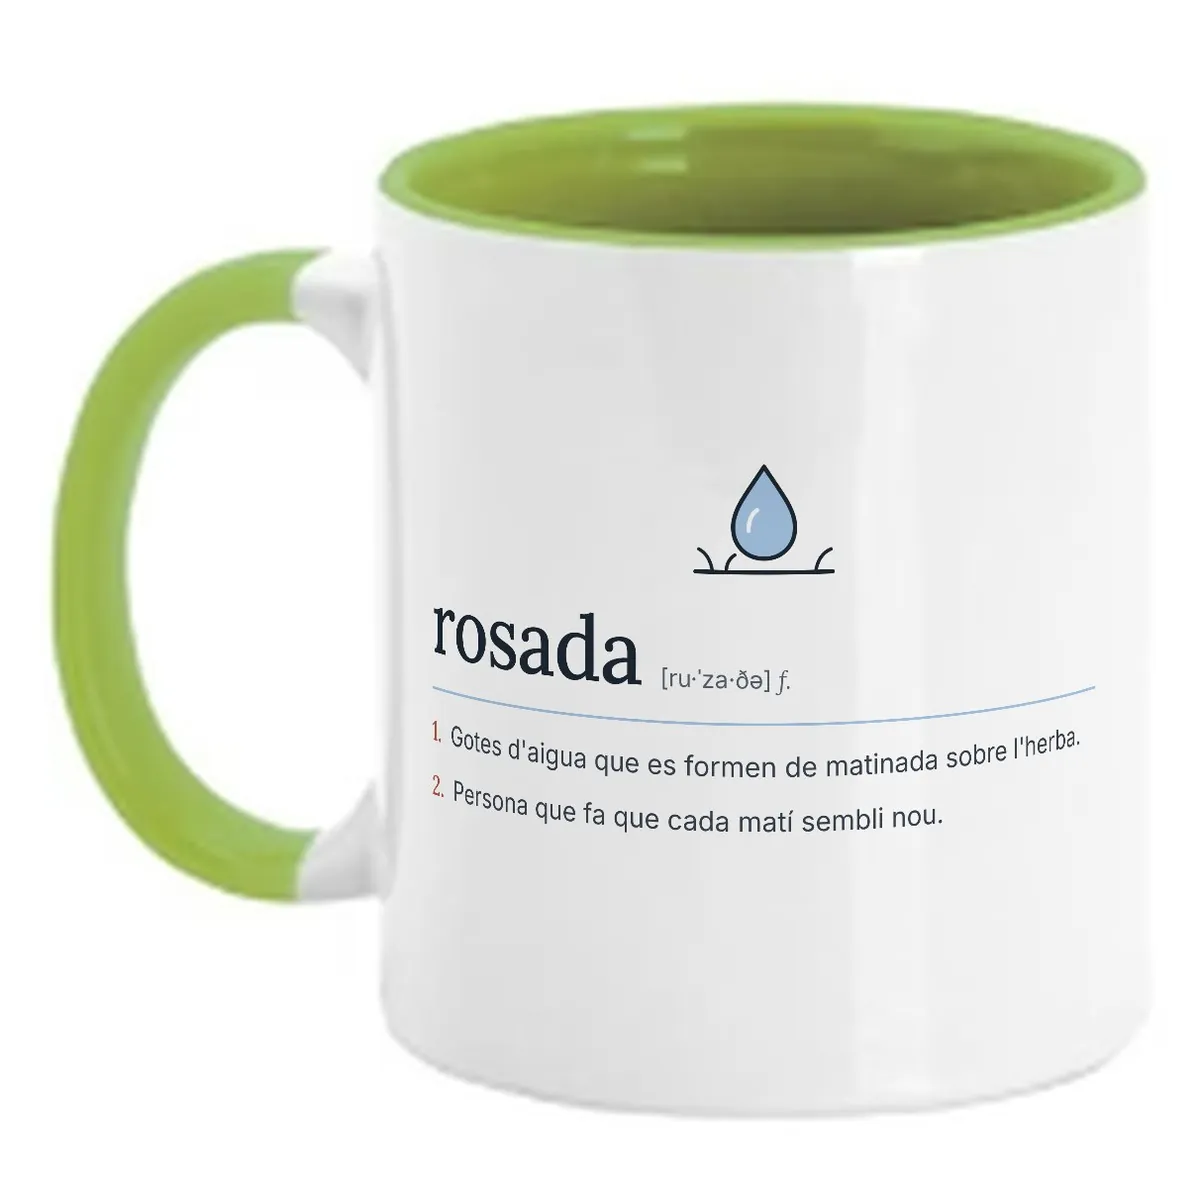 rosada [ru·ˈza·ðə] f.
1. Gotes d'aigua que es formen de matinada sobre l'herba.
2. Persona que fa que cada matí sembli nou.